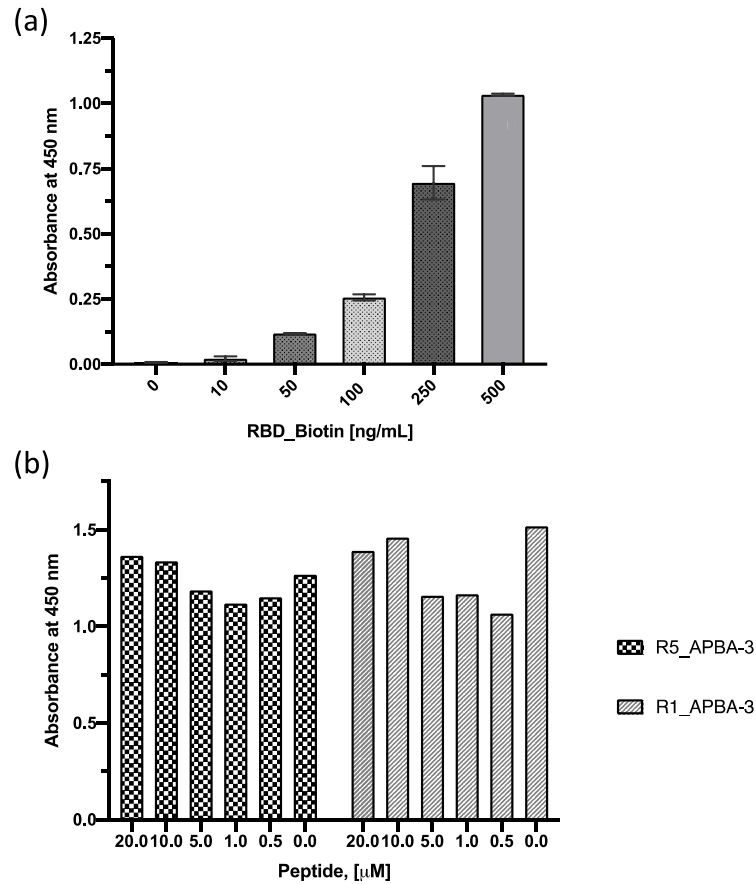 (a)
1.25
1.00
0.75
0.50
0.25
0.00
Absorbance at 450 nm
0
10
50
100
250
500
RBD_Biotin [ng/mL]
(b)
1.5
1.0
0.5
0.0
Absorbance at 450 nm
20.0 10.0 5.0 1.0 0.5 0.0 20.0 10.0 5.0 1.0 0.5 0.0
Peptide, [µM]
R5_APBA-3
R1_APBA-3